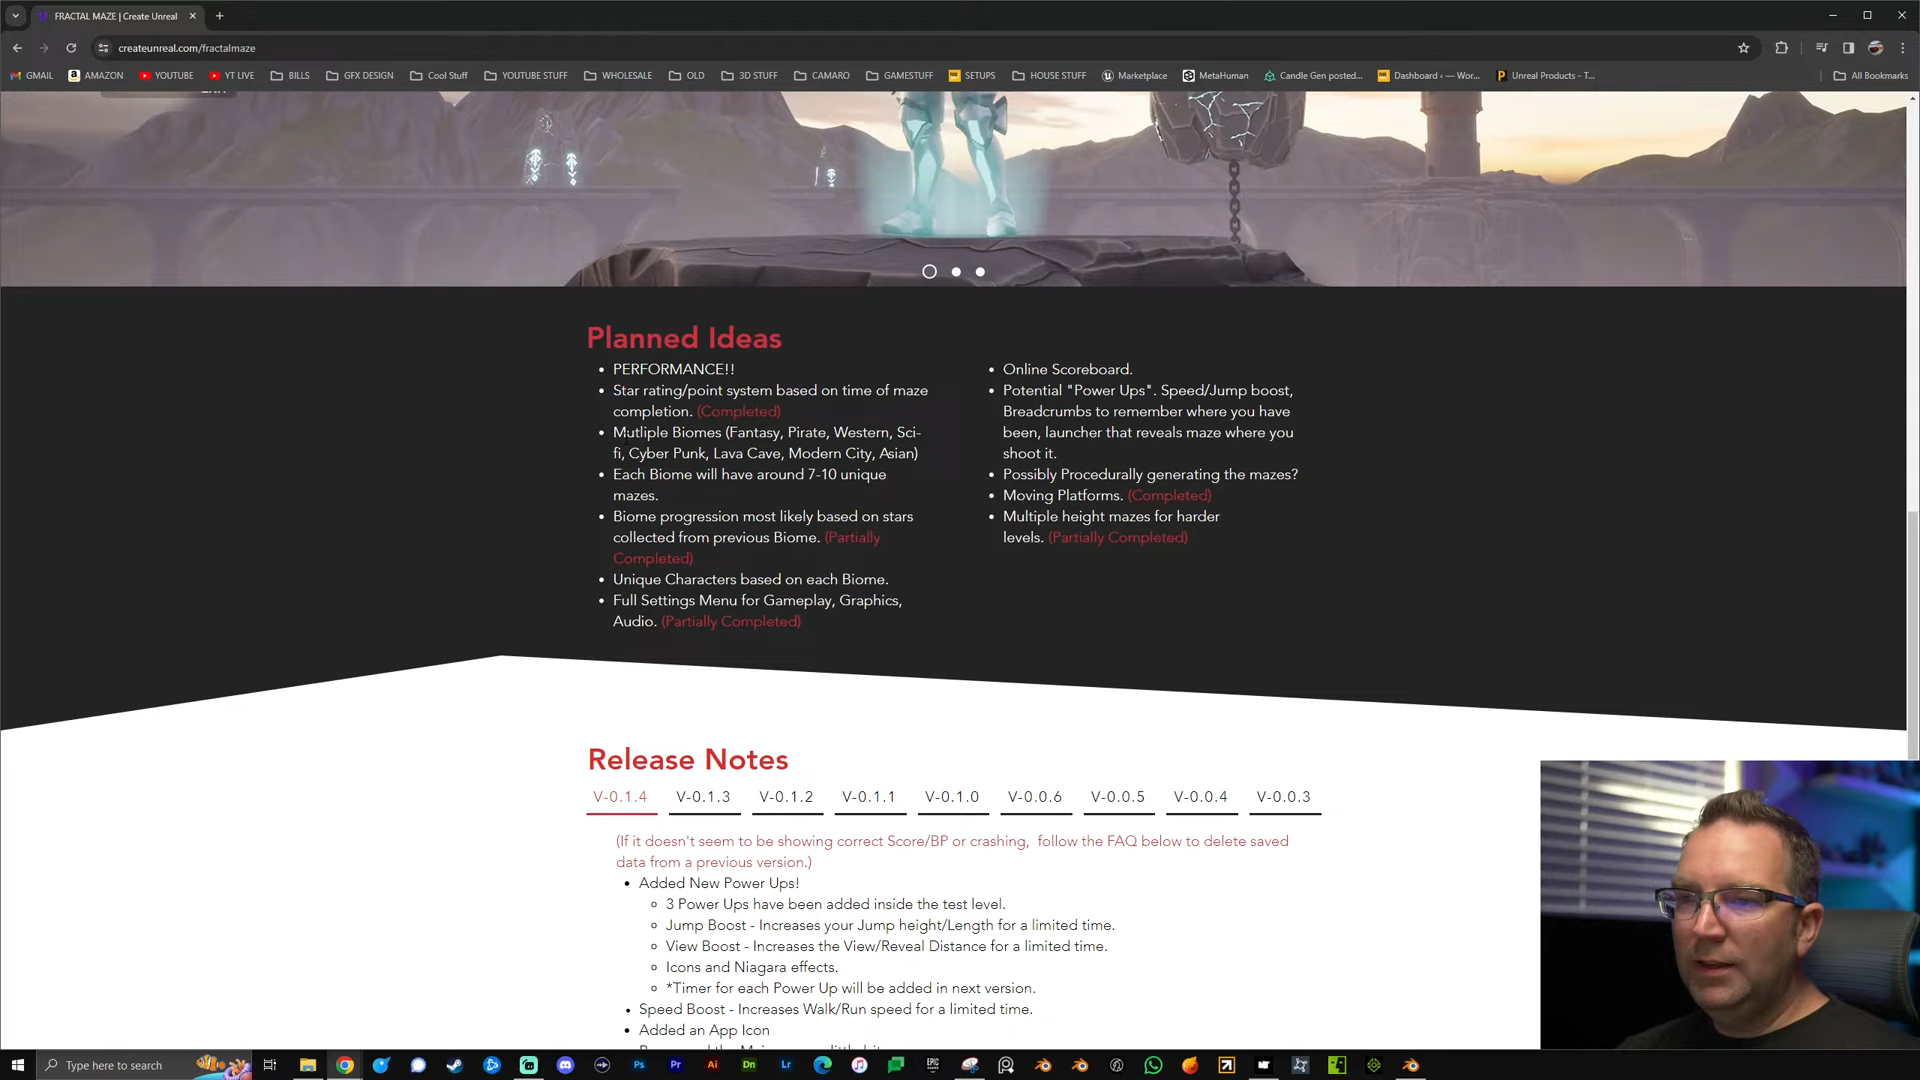 FRACTAL MAZE | Create Unreal
createunreal.com/fractalmaze
GMAIL
AMAZON
YOUTUBE
YT LIVE
BILLS
GFX DESIGN
Cool Stuff
YOUTUBE STUFF
WHOLESALE
OLD
3D STUFF
CAMARO
GAMESTUFF
SETUPS
HOUSE STUFF
Marketplace
MetaHuman
Candle Gen posted...
Dashboard ‹ — Wor...
Unreal Products - T...
All Bookmarks
Planned Ideas
• PERFORMANCE!!
• Star rating/point system based on time of maze
completion. (Completed)
• Mutliple Biomes (Fantasy, Pirate, Western, Sci-
fi, Cyber Punk, Lava Cave, Modern City, Asian)
• Each Biome will have around 7-10 unique
mazes.
• Biome progression most likely based on stars
collected from previous Biome. (Partially
Completed)
• Unique Characters based on each Biome.
• Full Settings Menu for Gameplay, Graphics,
Audio. (Partially Completed)
• Online Scoreboard.
• Potential "Power Ups". Speed/Jump boost,
Breadcrumbs to remember where you have
been, launcher that reveals maze where you
shoot it.
• Possibly Procedurally generating the mazes?
• Moving Platforms. (Completed)
• Multiple height mazes for harder
levels. (Partially Completed)
Release Notes
V-0.1.4 V-0.1.3 V-0.1.2 V-0.1.1 V-0.1.0 V-0.0.6 V-0.0.5 V-0.0.4 V-0.0.3
(If it doesn't seem to be showing correct Score/BP or crashing, follow the FAQ below to delete saved
data from a previous version.)
• Added New Power Ups!
◦ 3 Power Ups have been added inside the test level.
◦ Jump Boost - Increases your Jump height/Length for a limited time.
◦ View Boost - Increases the View/Reveal Distance for a limited time.
◦ Icons and Niagara effects.
◦ *Timer for each Power Up will be added in next version.
• Speed Boost - Increases Walk/Run speed for a limited time.
• Added an App Icon
Type here to search
Ps
Pr
Ai
Dn
Lr
EPIC